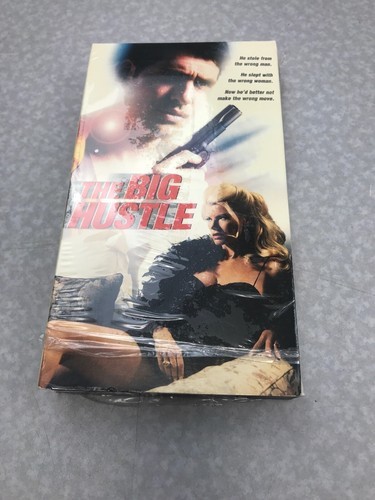 He stole from
the wrong man.
He slept with
the wrong woman.
Now he'd better not
make the wrong move.
THE BIG
HUSTLE